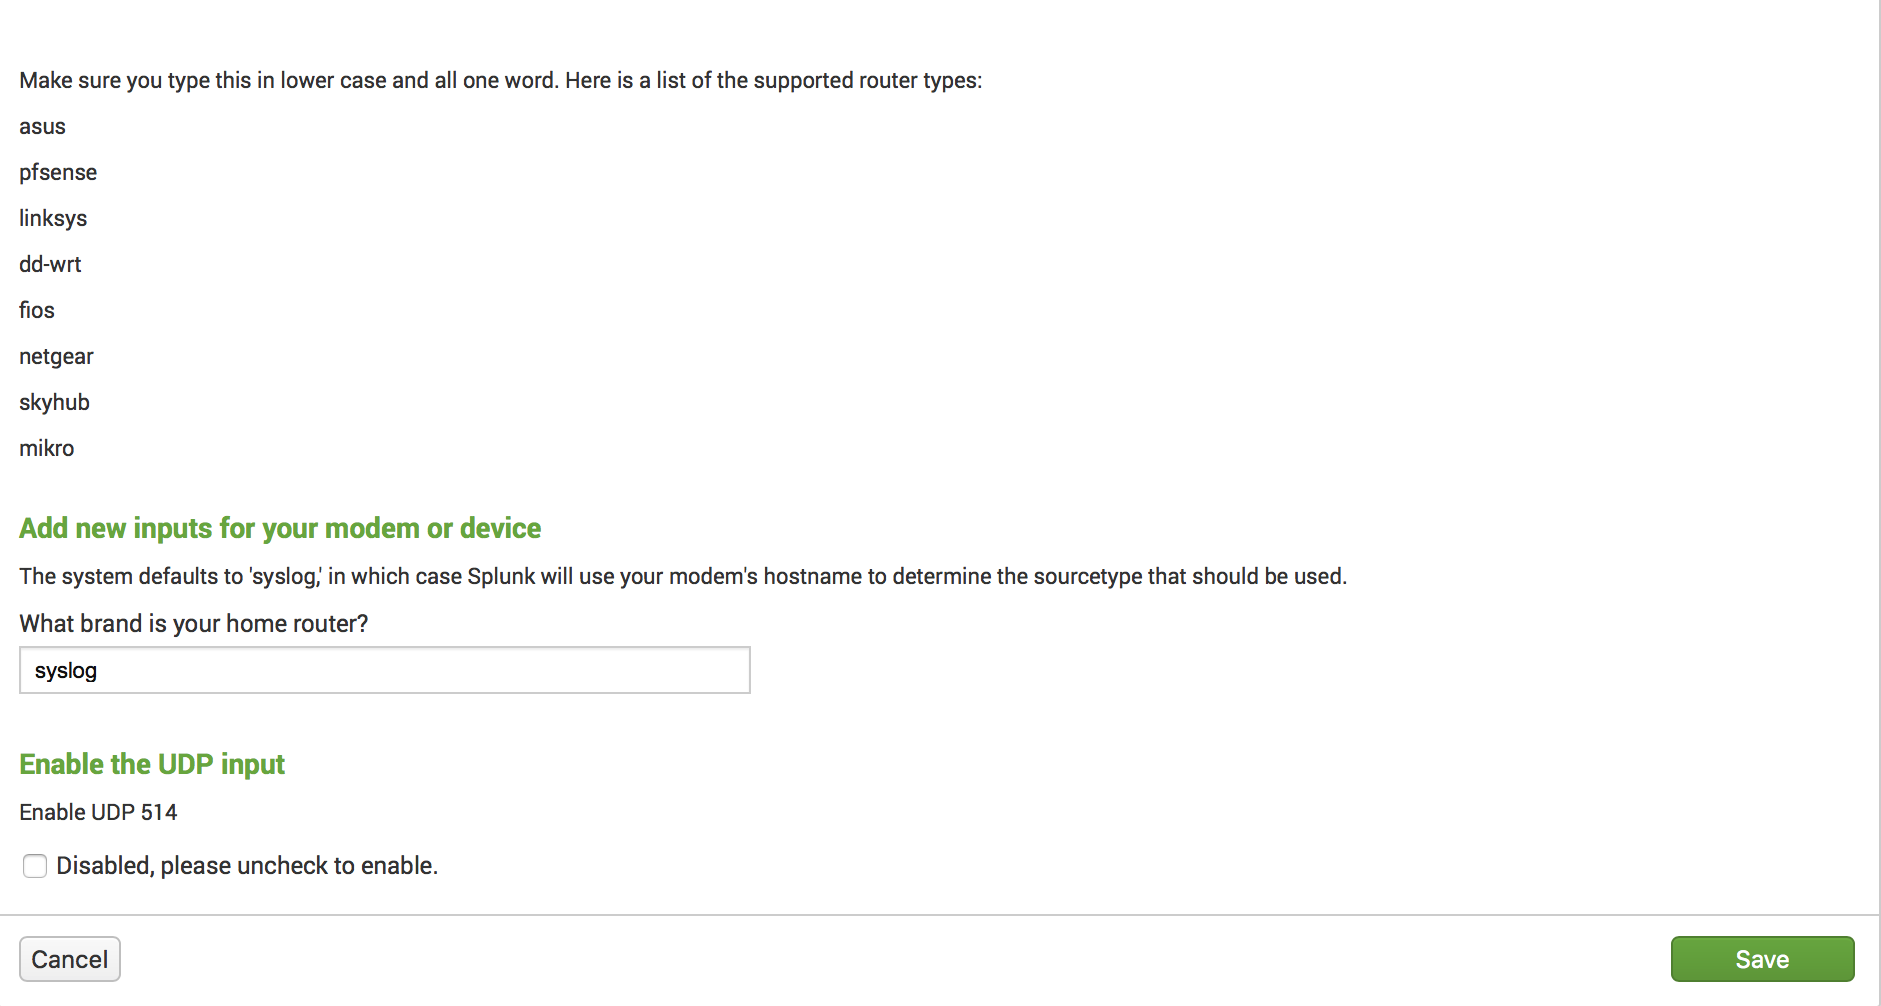 Make sure you type this in lower case and all one word. Here is a list of the supported router types:
asus
pfsense
linksys
dd-wrt
fios
netgear
skyhub
mikro
Add new inputs for your modem or device
The system defaults to 'syslog,' in which case Splunk will use your modem's hostname to determine the sourcetype that should be used.
What brand is your home router?
syslog
Enable the UDP input
Enable UDP 514
Disabled, please uncheck to enable.
Cancel
Save